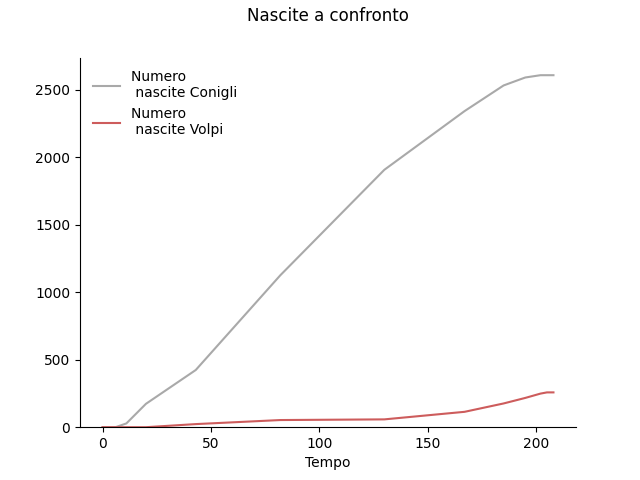 Nascite a confronto
Numero
nascite Conigli
Numero
nascite Volpi
2500
2000
1500
1000
500
0
0 50 100 150 200
Tempo